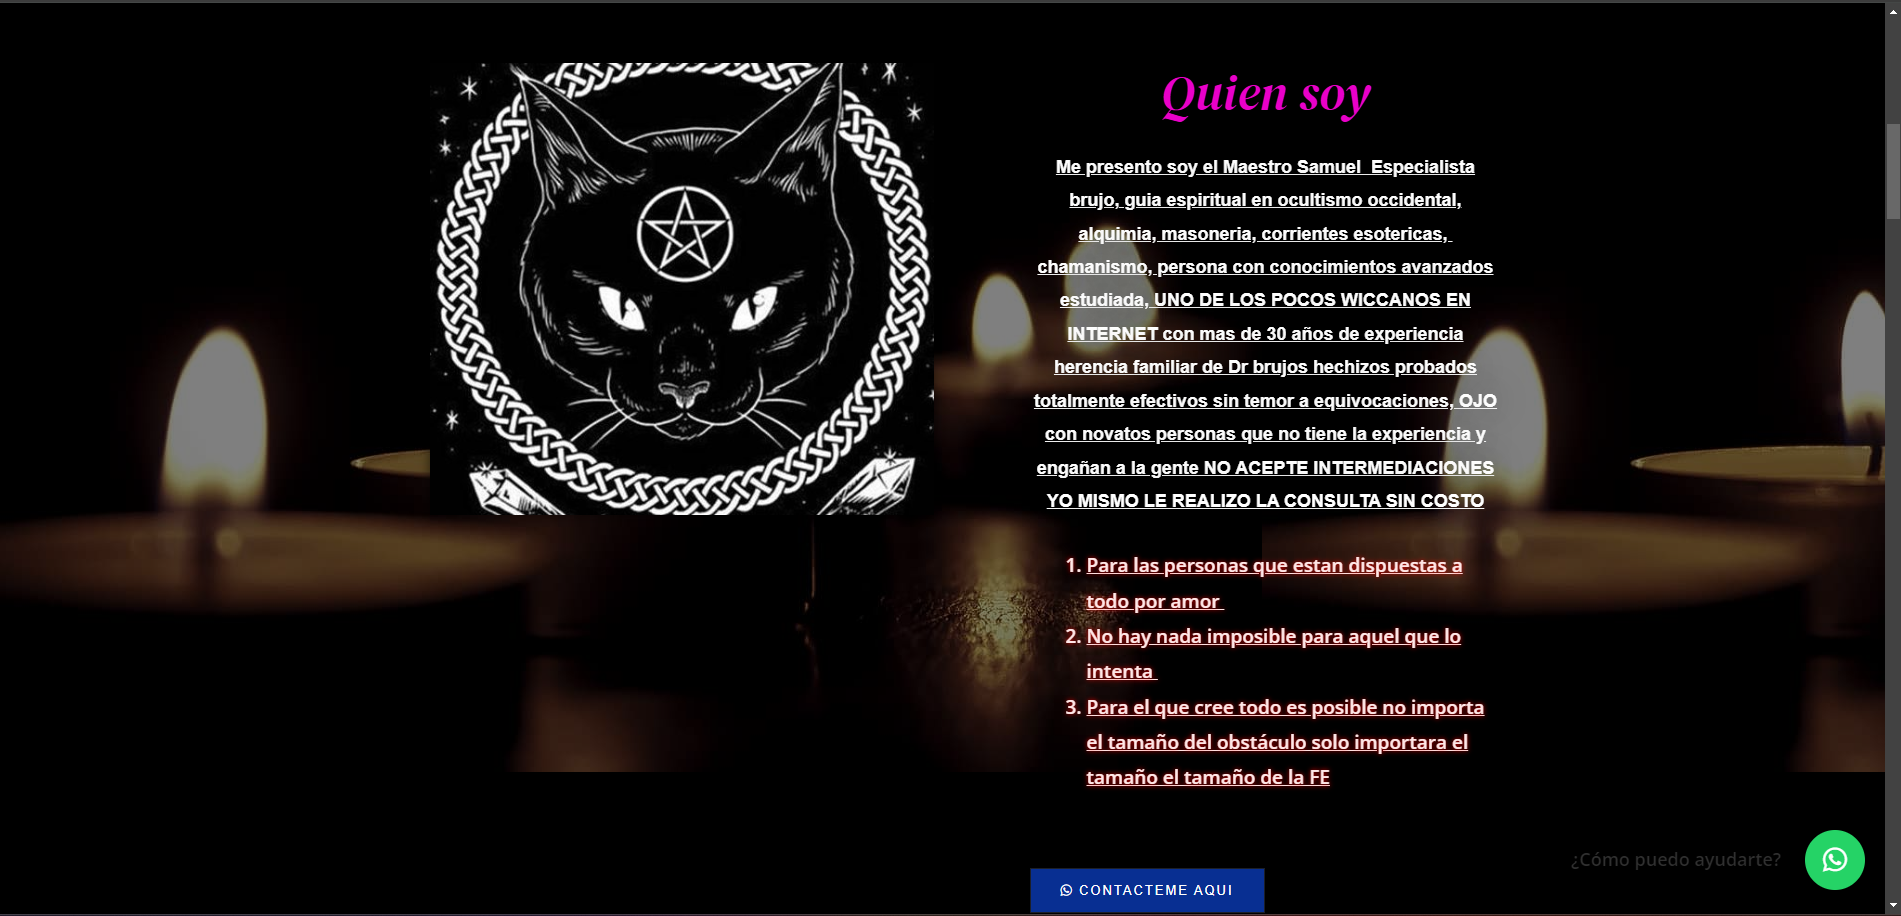 Quien soy
Me presento soy el Maestro Samuel  Especialista
brujo, guia espiritual en ocultismo occidental,
alquimia, masoneria, corrientes esotericas,
chamanismo, persona con conocimientos avanzados
estudiada, UNO DE LOS POCOS WICCANOS EN
INTERNET con mas de 30 años de experiencia
herencia familiar de Dr brujos hechizos probados
totalmente efectivos sin temor a equivocaciones, OJO
con novatos personas que no tiene la experiencia y
engañan a la gente NO ACEPTE INTERMEDIACIONES
YO MISMO LE REALIZO LA CONSULTA SIN COSTO
1. Para las personas que estan dispuestas a
todo por amor
2. No hay nada imposible para aquel que lo
intenta
3. Para el que cree todo es posible no importa
el tamaño del obstáculo solo importara el
tamaño el tamaño de la FE
¿Cómo puedo ayudarte?
CONTACTEME AQUI